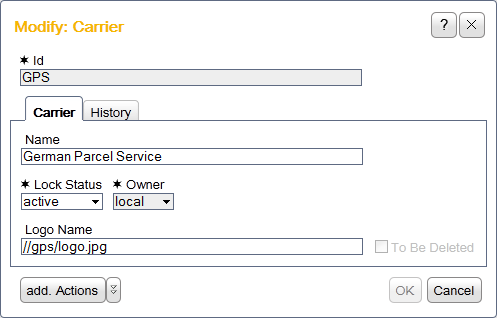 Modify: Carrier
?
✶ Id
GPS
Carrier History
Name
German Parcel Service
✶ Lock Status ✶ Owner
active local
Logo Name
//gps/logo.jpg To Be Deleted
add. Actions OK Cancel